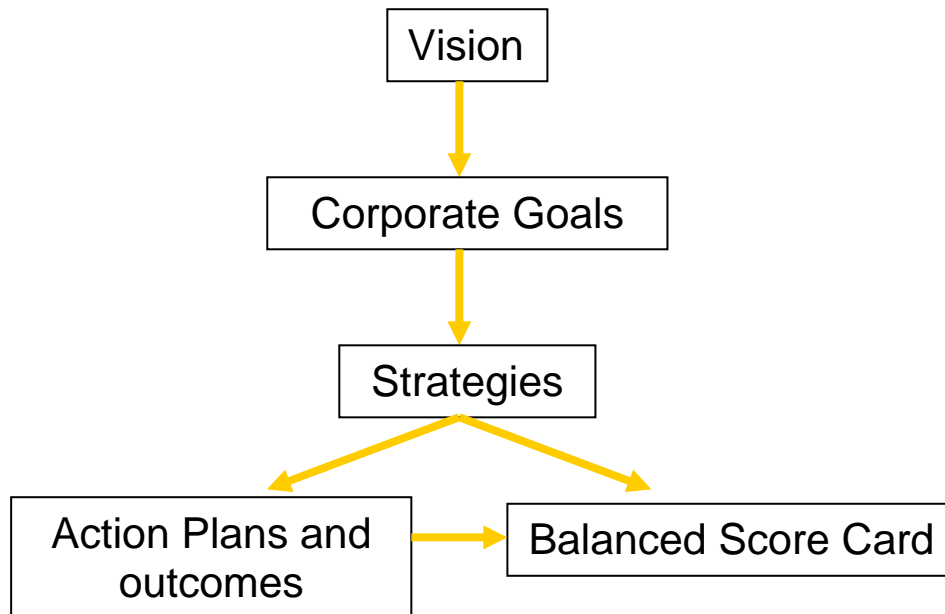 Vision
Corporate Goals
Strategies
Action Plans and
outcomes
Balanced Score Card